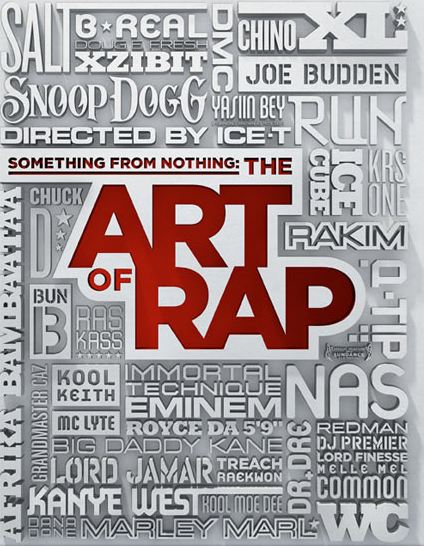 SALT
B★REAL
DOUG E. FRESH
XZIBIT
DMC
CHINO XL
JOE BUDDEN
SNOOP DOGG
YASIIN BEY
RUN
DIRECTED BY ICE-T
SOMETHING FROM NOTHING: THE
ART
OF RAP
ICE CUBE
KRS ONE
CHUCK D
RAKIM
Q-TIP
BUN B
RAS KASS
SUNDANCE
AFRIKA BAMBAATAA
GRANDMASTER CAZ
KOOL KEITH
IMMORTAL TECHNIQUE
EMINEM
NAS
MC LYTE
ROYCE DA 5'9"
BIG DADDY KANE
DR. DRE
REDMAN
DJ PREMIER
LORD FINESSE
MELLE MEL
COMMON
LORD JAMAR
TREACH
RAEKWON
KANYE WEST
KOOL MOE DEE
DANA DANE
MARLEY MARL
WC